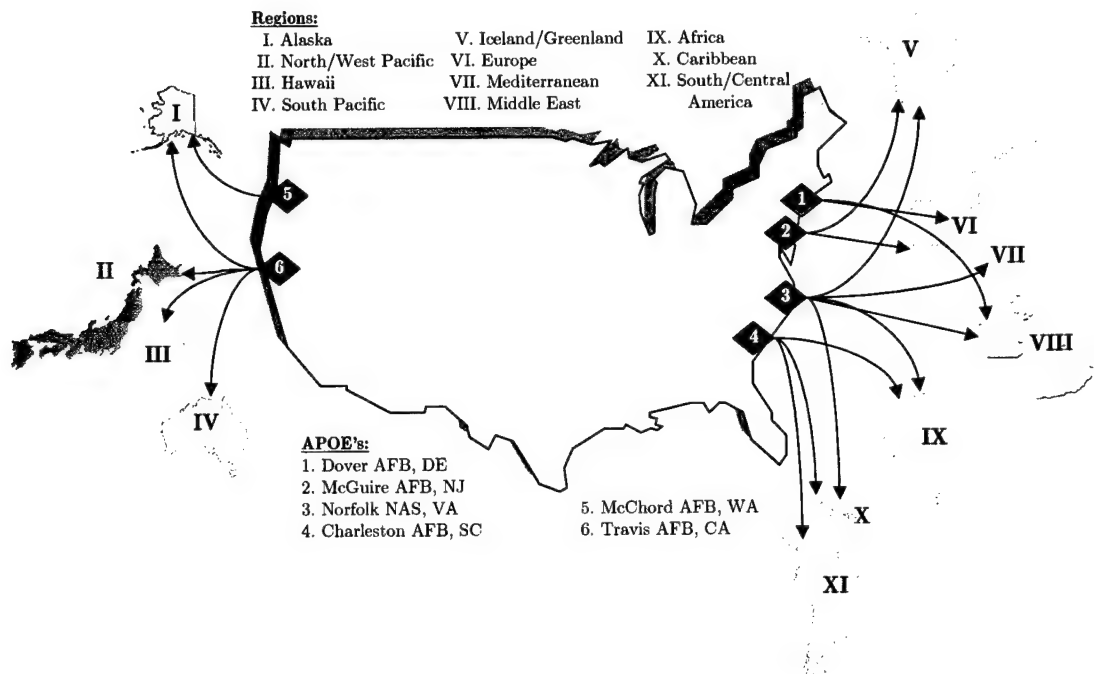 Regions:
I. Alaska
II. North/West Pacific
III. Hawaii
IV. South Pacific
V. Iceland/Greenland
VI. Europe
VII. Mediterranean
VIII. Middle East
IX. Africa
X. Caribbean
XI. South/Central
America
V
I
5
1
2
VI
II
6
VII
3
III
4
VIII
IV
IX
APOE's:
1. Dover AFB, DE
2. McGuire AFB, NJ
3. Norfolk NAS, VA
4. Charleston AFB, SC
5. McChord AFB, WA
6. Travis AFB, CA
X
XI